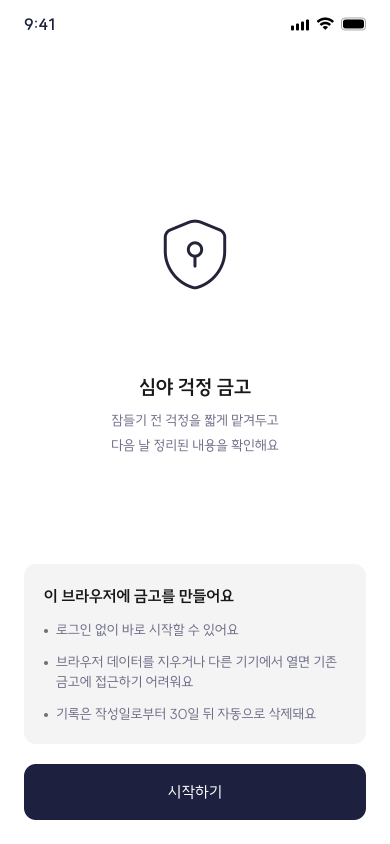 9:41
심야 걱정 금고
잠들기 전 걱정을 짧게 맡겨두고
다음 날 정리된 내용을 확인해요
이 브라우저에 금고를 만들어요
• 로그인 없이 바로 시작할 수 있어요
• 브라우저 데이터를 지우거나 다른 기기에서 열면 기존
금고에 접근하기 어려워요
• 기록은 작성일로부터 30일 뒤 자동으로 삭제돼요
시작하기